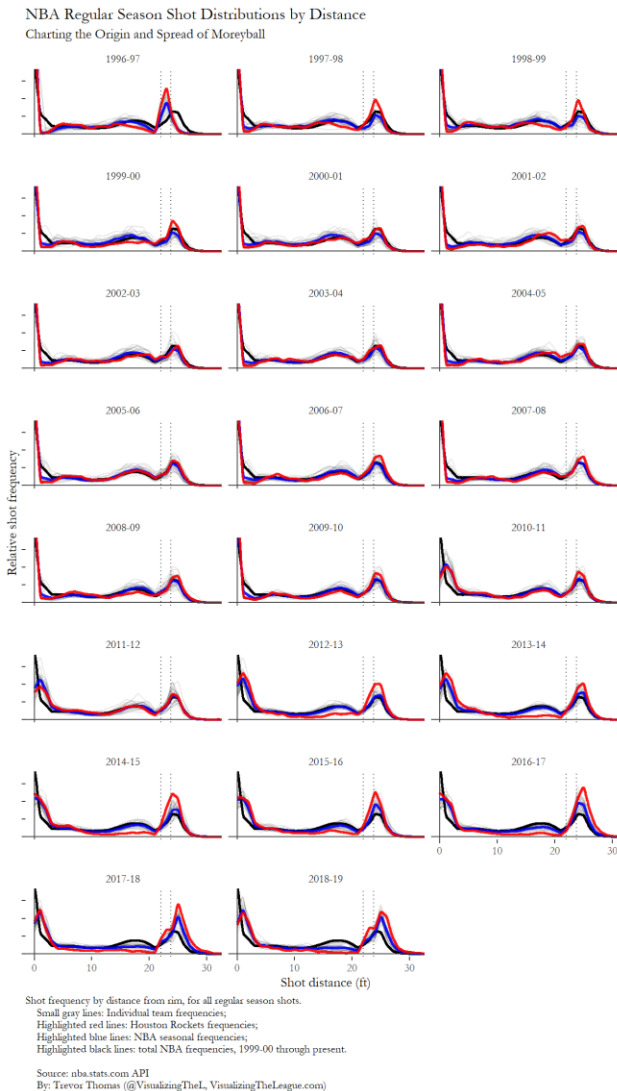 NBA Regular Season Shot Distributions by Distance
Charting the Origin and Spread of Moreyball
1996-97 1997-98 1998-99
1999-00 2000-01 2001-02
2002-03 2003-04 2004-05
2005-06 2006-07 2007-08
Relative shot frequency
2008-09 2009-10 2010-11
2011-12 2012-13 2013-14
2014-15 2015-16 2016-17
0 10 20 30
2017-18 2018-19
0 10 20 30 0 10 20 30
Shot distance (ft)
Shot frequency by distance from rim, for all regular season shots.
Small gray lines: Individual team frequencies;
Highlighted red lines: Houston Rockets frequencies;
Highlighted blue lines: NBA seasonal frequencies;
Highlighted black lines: total NBA frequencies, 1999-00 through present.
Source: nba.stats.com API
By: Trevor Thomas (@VisualizingTheL, VisualizingTheLeague.com)